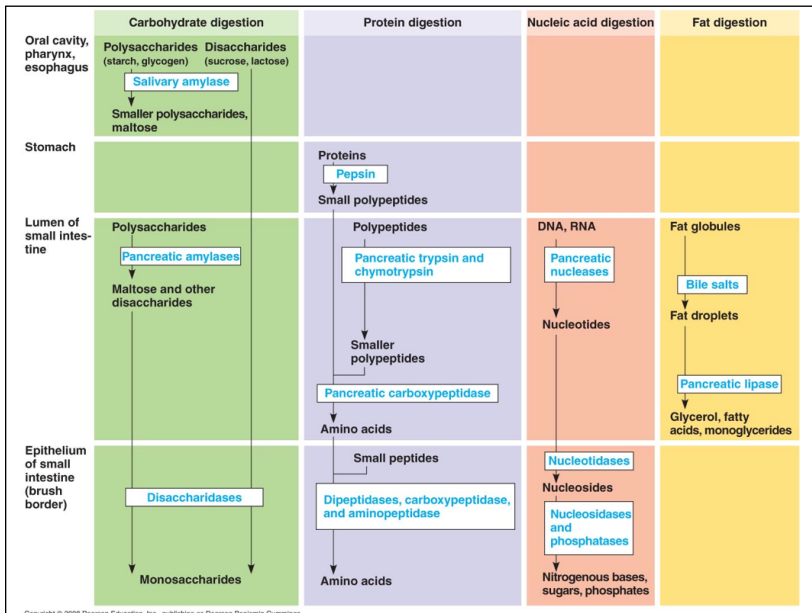 Carbohydrate digestion
Protein digestion
Nucleic acid digestion
Fat digestion
Oral cavity,
pharynx,
esophagus
Polysaccharides
(starch, glycogen)
Disaccharides
(sucrose, lactose)
Salivary amylase
Smaller polysaccharides,
maltose
Stomach
Proteins
Pepsin
Small polypeptides
Lumen of
small intes-
tine
Polysaccharides
Pancreatic amylases
Maltose and other
disaccharides
Polypeptides
Pancreatic trypsin and
chymotrypsin
Smaller
polypeptides
Pancreatic carboxypeptidase
Amino acids
DNA, RNA
Pancreatic
nucleases
Nucleotides
Fat globules
Bile salts
Fat droplets
Pancreatic lipase
Glycerol, fatty
acids, monoglycerides
Epithelium
of small
intestine
(brush
border)
Disaccharidases
Monosaccharides
Small peptides
Dipeptidases, carboxypeptidase,
and aminopeptidase
Amino acids
Nucleotidases
Nucleosides
Nucleosidases
and
phosphatases
Nitrogenous bases,
sugars, phosphates